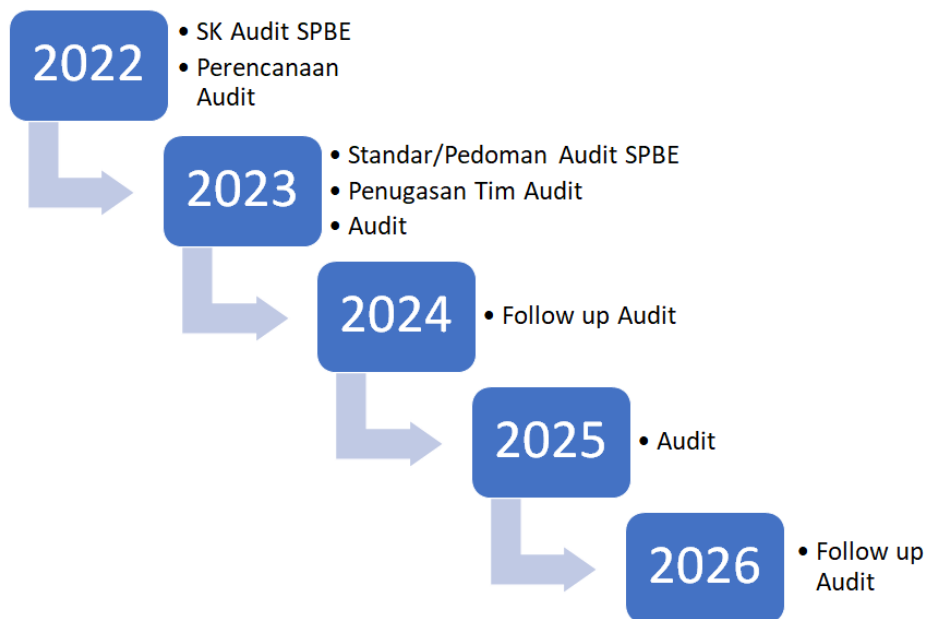 2022
• SK Audit SPBE
• Perencanaan
Audit
2023
• Standar/Pedoman Audit SPBE
• Penugasan Tim Audit
• Audit
2024
• Follow up Audit
2025
• Audit
2026
• Follow up
Audit